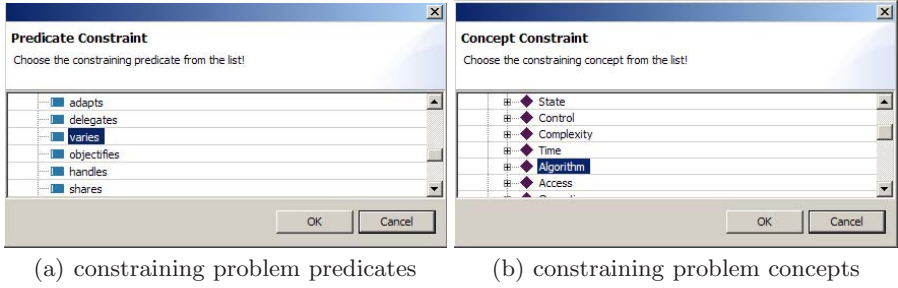 Predicate Constraint
Choose the constraining predicate from the list!
adapts
delegates
varies
objectifies
handles
shares
OK Cancel
(a) constraining problem predicates
Concept Constraint
Choose the constraining concept from the list!
State
Control
Complexity
Time
Algorithm
Access
OK Cancel
(b) constraining problem concepts